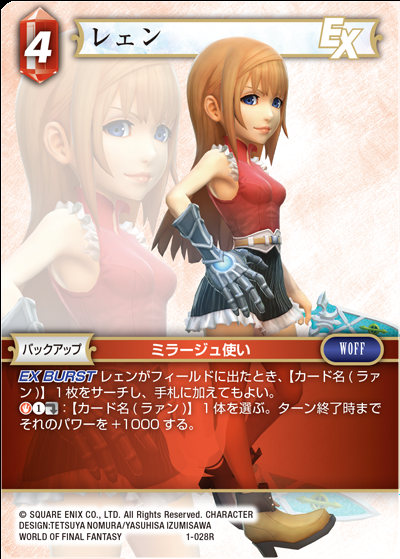 4
レェン
EX
バックアップ
ミラージュ使い
WOFF
EX BURST レェンがフィールドに出たとき、【カード名 ( ラァ
ン )】 1 枚をサーチし、手札に加えてもよい。
1：【カード名 ( ラァン )】 1 体を選ぶ。ターン終了時まで
それのパワーを ＋1000 する。
© SQUARE ENIX CO., LTD. All Rights Reserved. CHARACTER
DESIGN:TETSUYA NOMURA/YASUHISA IZUMISAWA
WORLD OF FINAL FANTASY
1-028R